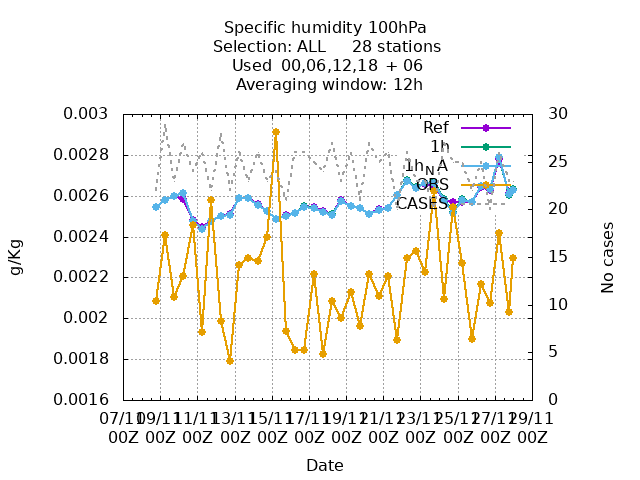 Specific humidity 100hPa
Selection: ALL 28 stations
Used 00,06,12,18 + 06
Averaging window: 12h
0.003
0.0028
0.0026
0.0024
0.0022
0.002
0.0018
0.0016
g/Kg
30
25
20
15
10
5
0
No cases
Ref
1h
1h_NA
OBS
CASES
07/11 09/11 11/11 13/11 15/11 17/11 19/11 21/11 23/11 25/11 27/11 29/11
00Z 00Z 00Z 00Z 00Z 00Z 00Z 00Z 00Z 00Z 00Z 00Z
Date